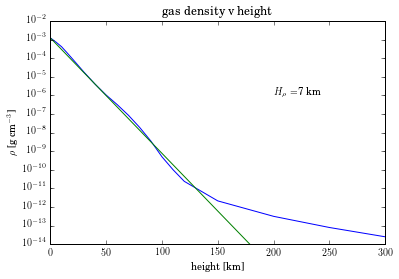 gas density v height
10⁻²
10⁻³
10⁻⁴
10⁻⁵
10⁻⁶
10⁻⁷
10⁻⁸
10⁻⁹
10⁻¹⁰
10⁻¹¹
10⁻¹²
10⁻¹³
10⁻¹⁴
ρ [g cm⁻³]
H_ρ =7 km
0 50 100 150 200 250 300
height [km]